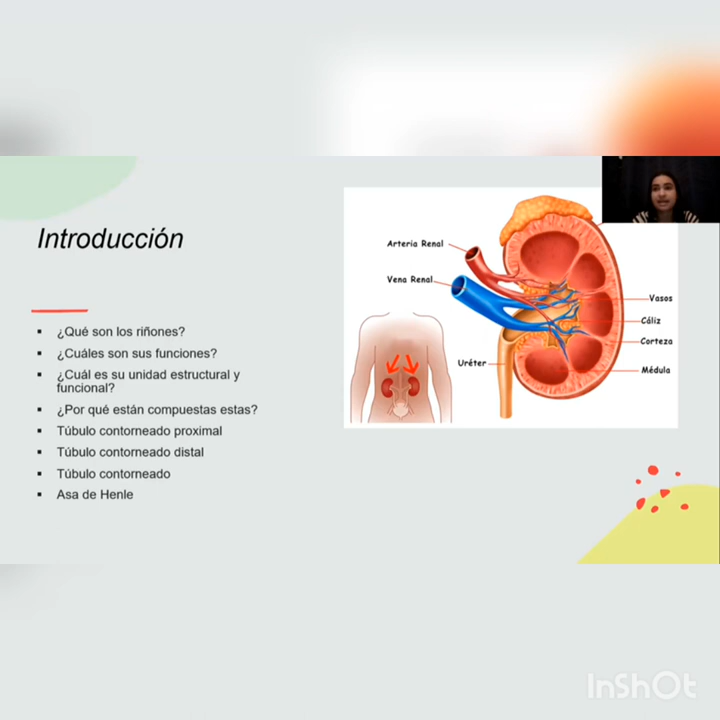 Introducción
▪ ¿Qué son los riñones?
▪ ¿Cuáles son sus funciones?
▪ ¿Cuál es su unidad estructural y
funcional?
▪ ¿Por qué están compuestas estas?
▪ Túbulo contorneado proximal
▪ Túbulo contorneado distal
▪ Túbulo contorneado
▪ Asa de Henle
Arteria Renal
Vena Renal
Uréter
Vasos
Cáliz
Corteza
Médula
InShOt